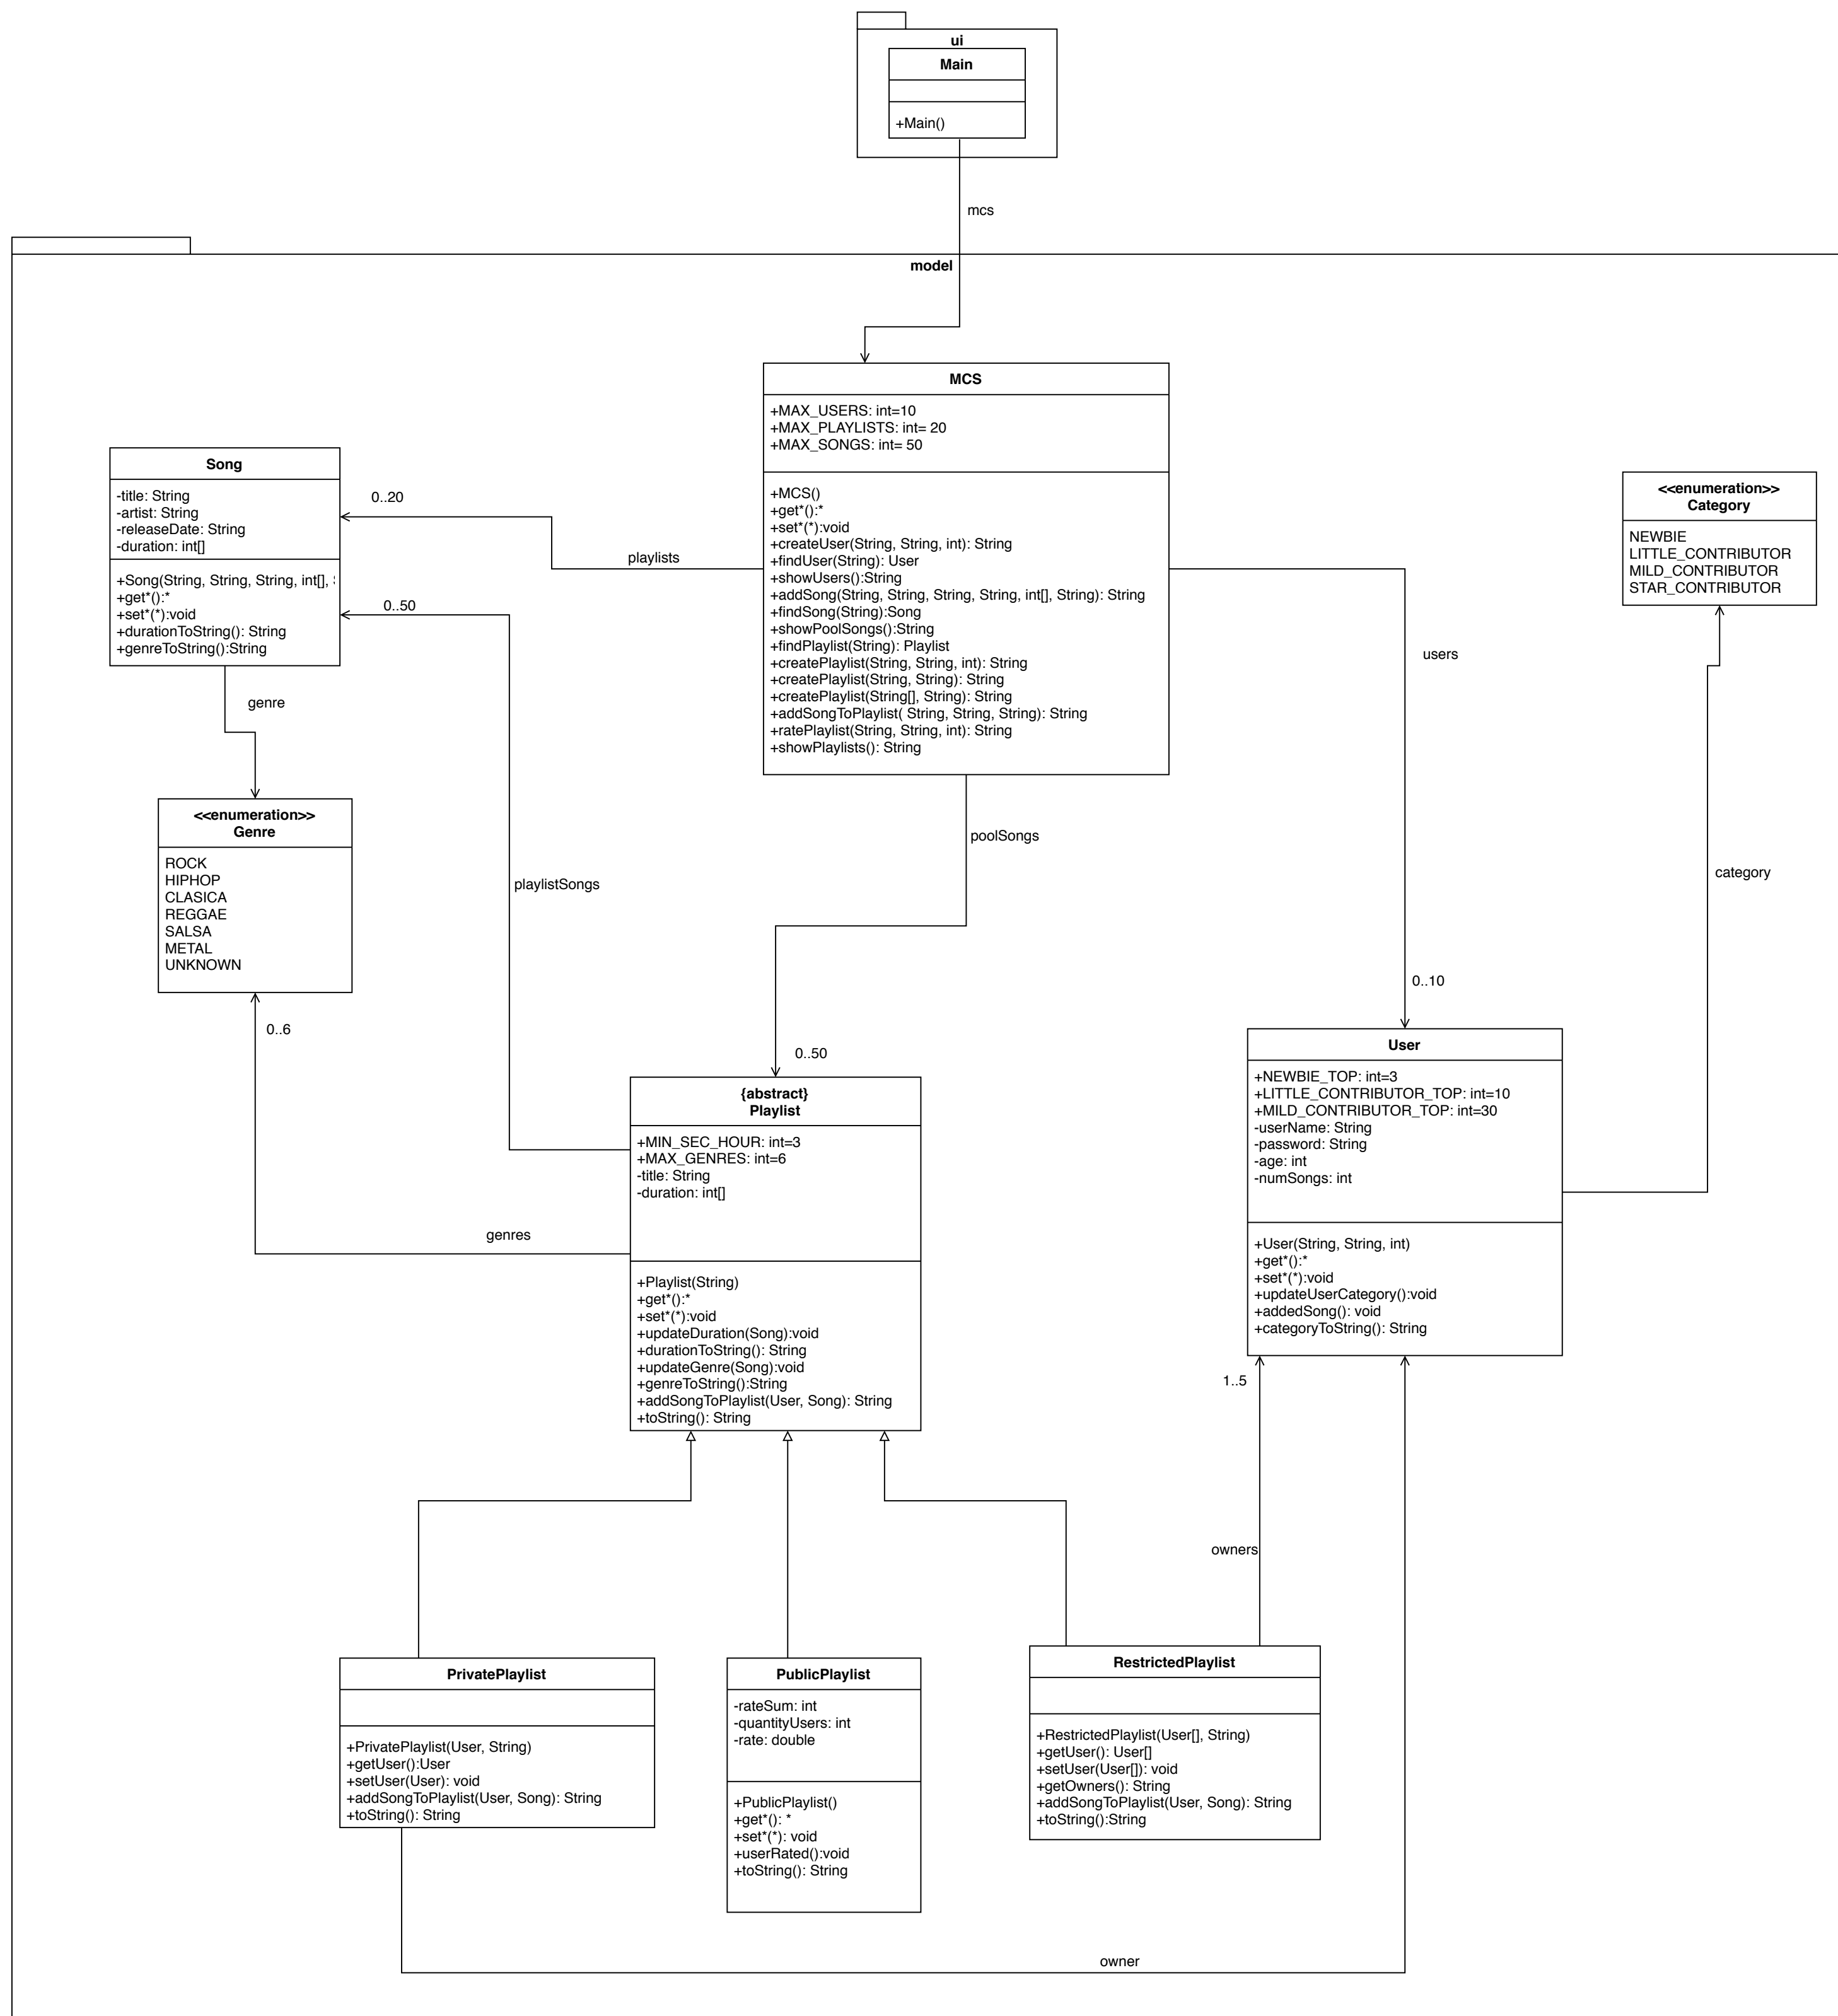 ui
Main
+Main()
mcs
model
MCS
+MAX_USERS: int=10
+MAX_PLAYLISTS: int= 20
+MAX_SONGS: int= 50
+MCS()
+get*():*
+set*(*):void
+createUser(String, String, int): String
+findUser(String): User
+showUsers():String
+addSong(String, String, String, String, int[], String): String
+findSong(String):Song
+showPoolSongs():String
+findPlaylist(String): Playlist
+createPlaylist(String, String, int): String
+createPlaylist(String, String): String
+createPlaylist(String[], String): String
+addSongToPlaylist( String, String, String): String
+ratePlaylist(String, String, int): String
+showPlaylists(): String
Song
-title: String
-artist: String
-releaseDate: String
-duration: int[]
+Song(String, String, String, int[],
+get*():*
+set*(*):void
+durationToString(): String
+genreToString():String
0..20
playlists
0..50
<<enumeration>>
Category
NEWBIE
LITTLE_CONTRIBUTOR
MILD_CONTRIBUTOR
STAR_CONTRIBUTOR
users
genre
<<enumeration>>
Genre
ROCK
HIPHOP
CLASICA
REGGAE
SALSA
METAL
UNKNOWN
poolSongs
playlistSongs
category
0..10
0..6
0..50
User
+NEWBIE_TOP: int=3
+LITTLE_CONTRIBUTOR_TOP: int=10
+MILD_CONTRIBUTOR_TOP: int=30
-userName: String
-password: String
-age: int
-numSongs: int
+User(String, String, int)
+get*():*
+set*(*):void
+updateUserCategory():void
+addedSong(): void
+categoryToString(): String
{abstract}
Playlist
+MIN_SEC_HOUR: int=3
+MAX_GENRES: int=6
-title: String
-duration: int[]
+Playlist(String)
+get*():*
+set*(*):void
+updateDuration(Song):void
+durationToString(): String
+updateGenre(Song):void
+genreToString():String
+addSongToPlaylist(User, Song): String
+toString(): String
genres
1..5
owners
PrivatePlaylist
+PrivatePlaylist(User, String)
+getUser():User
+setUser(User): void
+addSongToPlaylist(User, Song): String
+toString(): String
PublicPlaylist
-rateSum: int
-quantityUsers: int
-rate: double
+PublicPlaylist()
+get*(): *
+set*(*): void
+userRated():void
+toString(): String
RestrictedPlaylist
+RestrictedPlaylist(User[], String)
+getUser(): User[]
+setUser(User[]): void
+getOwners(): String
+addSongToPlaylist(User, Song): String
+toString():String
owner